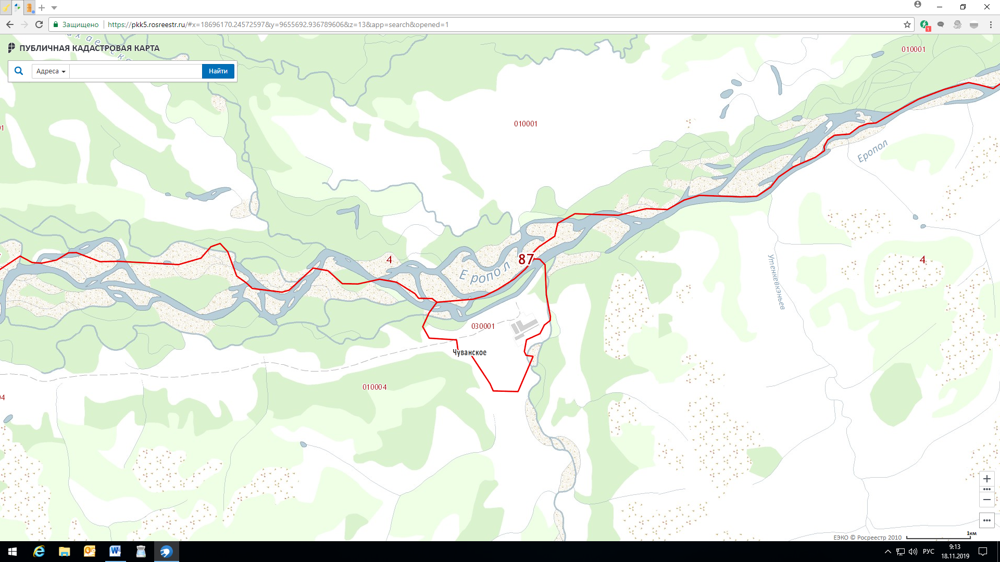 Защищено
https://pkk5.rosreestr.ru/#x=18696170.24572597&y=9655692.936789606&z=13&app=search&opened=1
1
ПУБЛИЧНАЯ КАДАСТРОВАЯ КАРТА
010001
Адреса
Найти
010001
Еропол
87
4
4
Еропол
Утенкевкэньев
030001
Чуванское
010004
ЕЭКО © Росреестр 2010
1км
РУС
9:13
18.11.2019